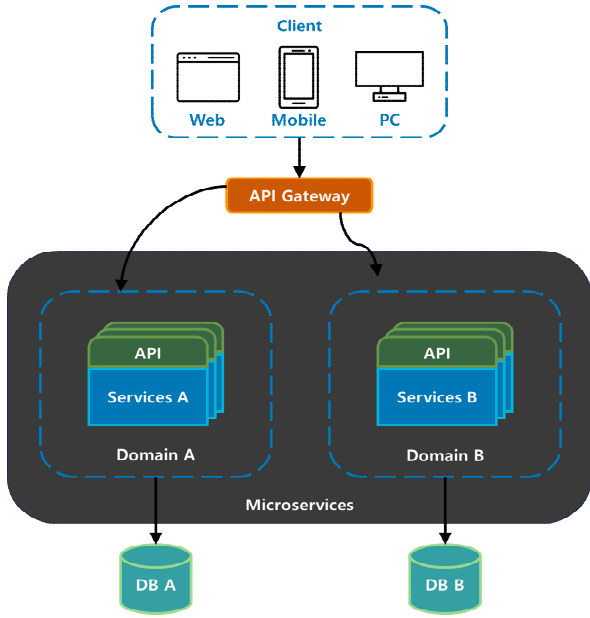 Client
Web Mobile PC
API Gateway
API API
Services A Services B
Domain A Domain B
Microservices
DB A DB B